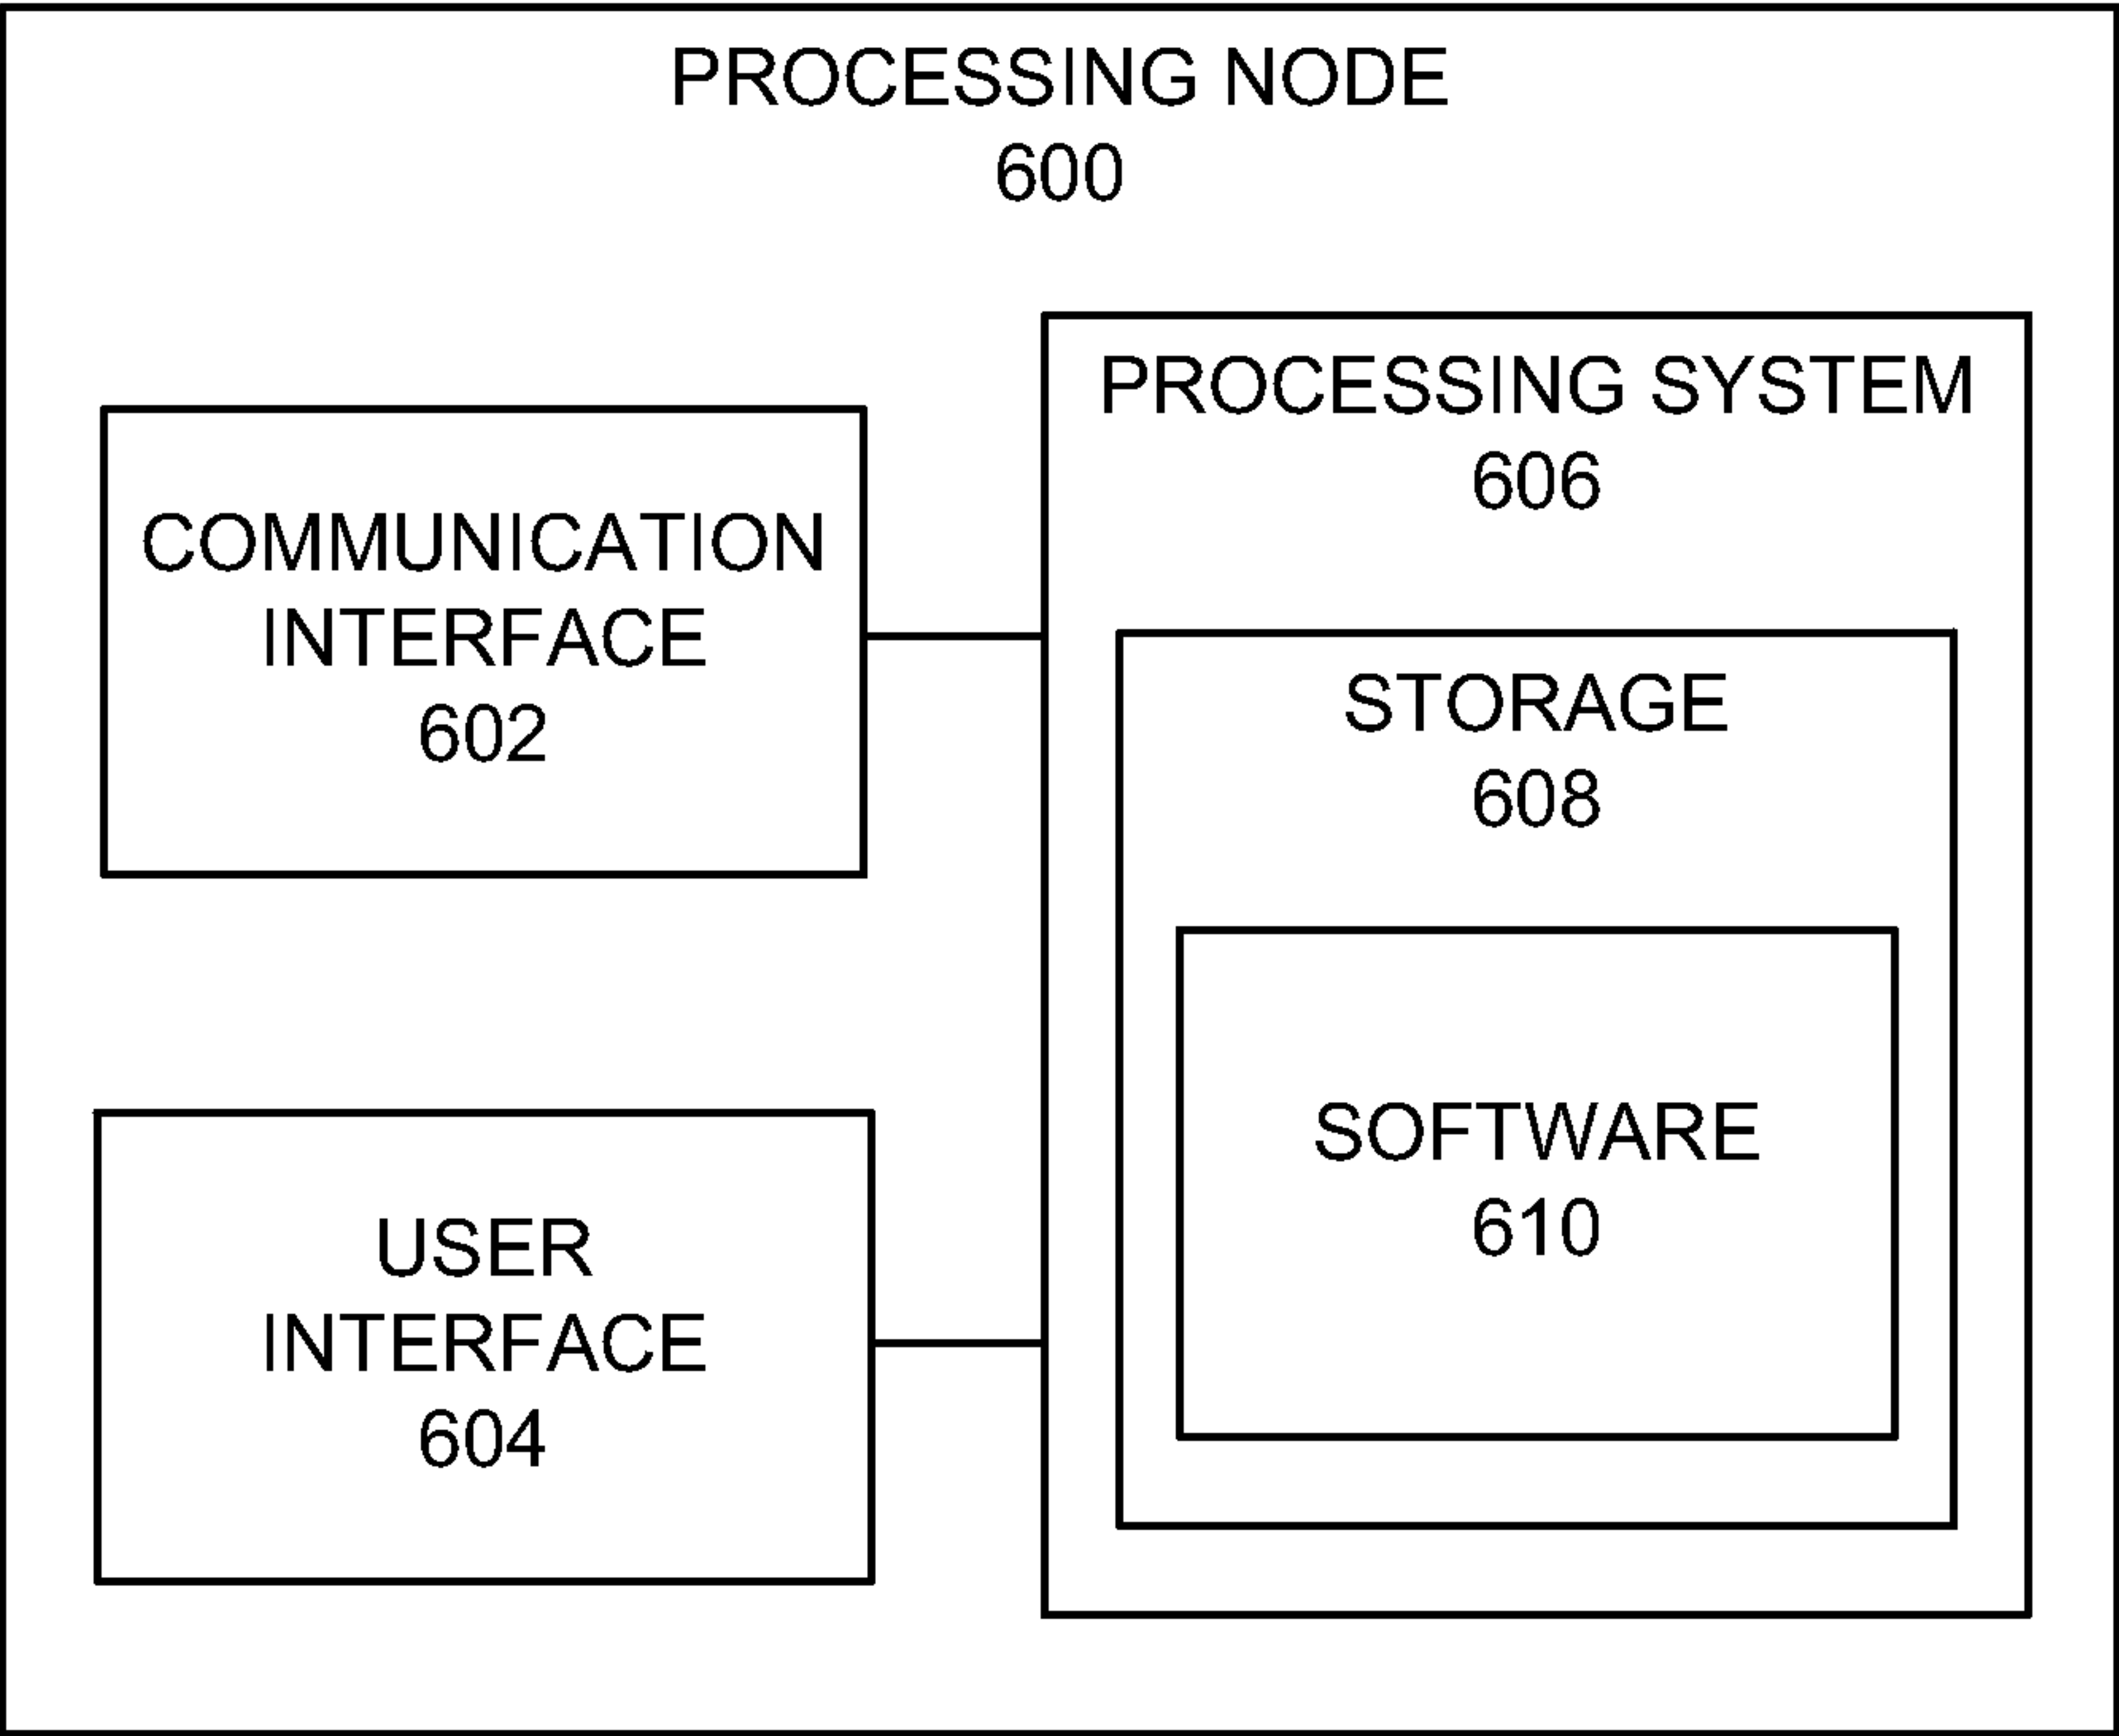 PROCESSING NODE
600
PROCESSING SYSTEM
606
COMMUNICATION
INTERFACE
602
STORAGE
608
SOFTWARE
610
USER
INTERFACE
604